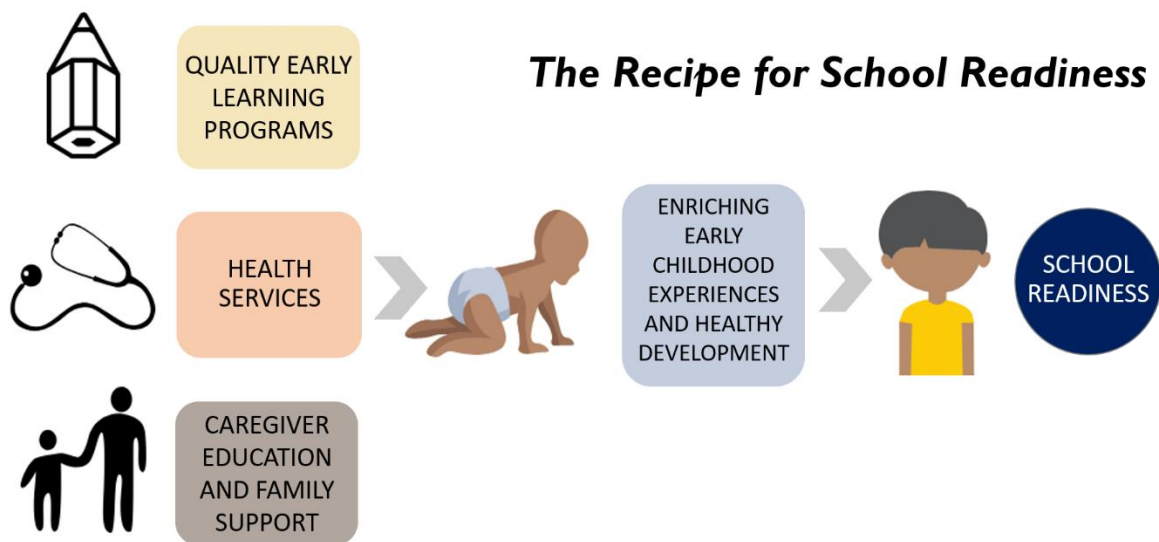 The Recipe for School Readiness
QUALITY EARLY
LEARNING
PROGRAMS
HEALTH
SERVICES
CAREGIVER
EDUCATION
AND FAMILY
SUPPORT
ENRICHING
EARLY
CHILDHOOD
EXPERIENCES
AND HEALTHY
DEVELOPMENT
SCHOOL
READINESS